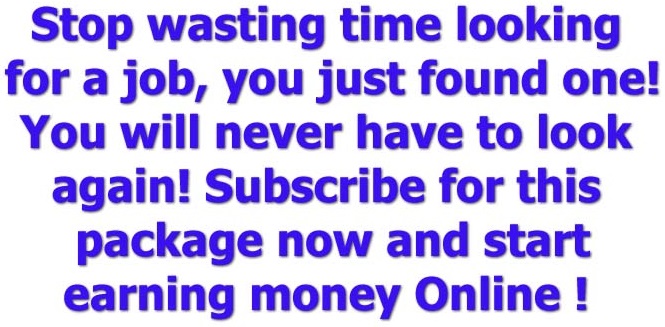 Stop wasting time looking
for a job, you just found one!
You will never have to look
again! Subscribe for this
package now and start
earning money Online !